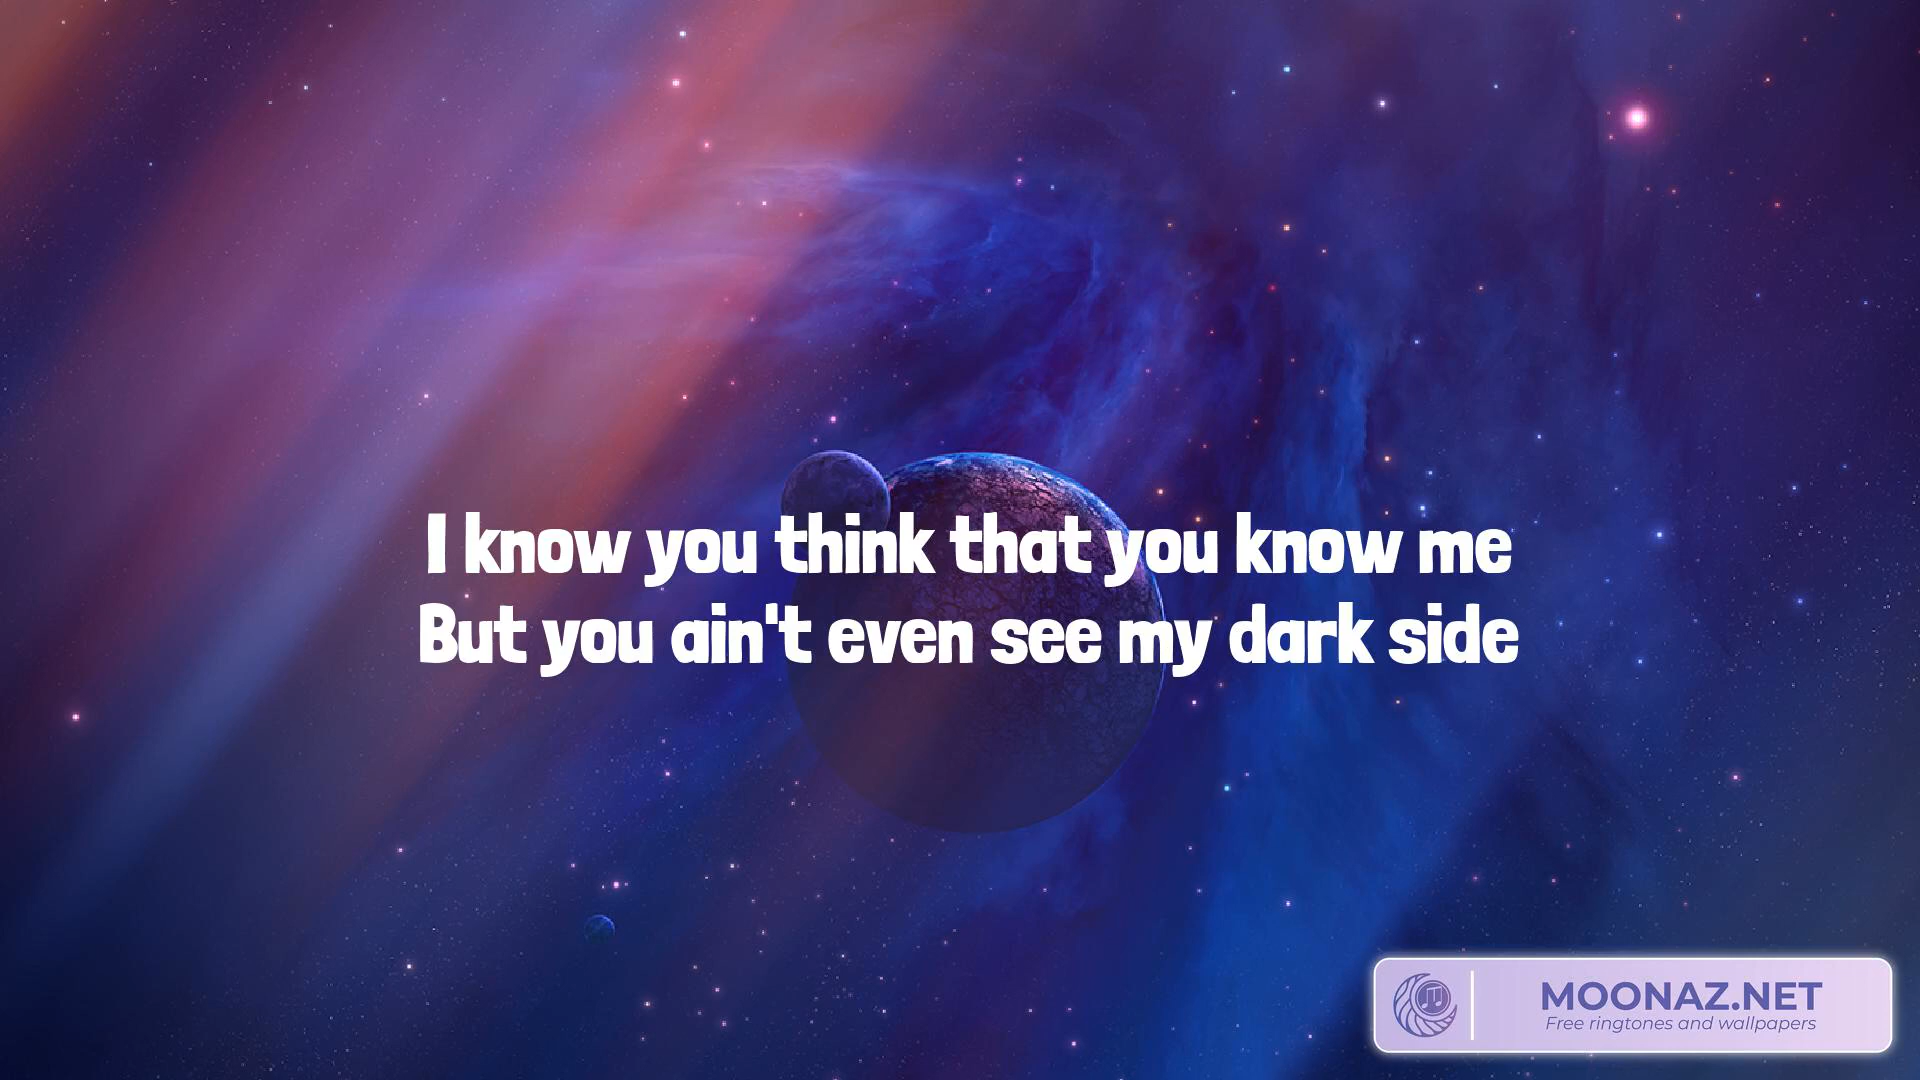 I know you think that you know me
But you ain't even see my dark side
MOONAZ.NET
Free ringtones and wallpapers